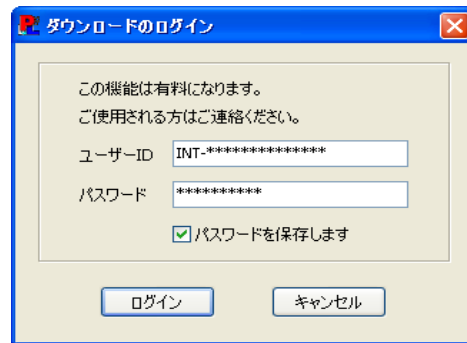 ダウンロードのログイン
この機能は有料になります。
ご使用される方はご連絡ください。
ユーザーID INT-**************
パスワード **********
パスワードを保存します
ログイン キャンセル